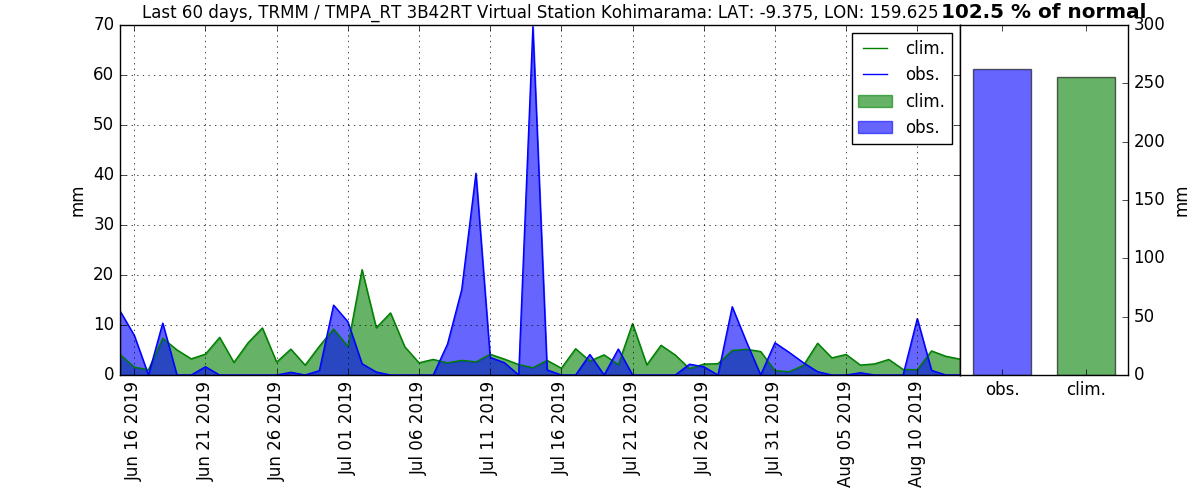 Last 60 days, TRMM / TMPA_RT 3B42RT Virtual Station Kohimarama: LAT: -9.375, LON: 159.625
102.5 % of normal
70
60
50
40
30
20
10
0
mm
clim.
obs.
clim.
obs.
Jun 16 2019
Jun 21 2019
Jun 26 2019
Jul 01 2019
Jul 06 2019
Jul 11 2019
Jul 16 2019
Jul 21 2019
Jul 26 2019
Jul 31 2019
Aug 05 2019
Aug 10 2019
300
250
200
150
100
50
0
mm
obs.
clim.